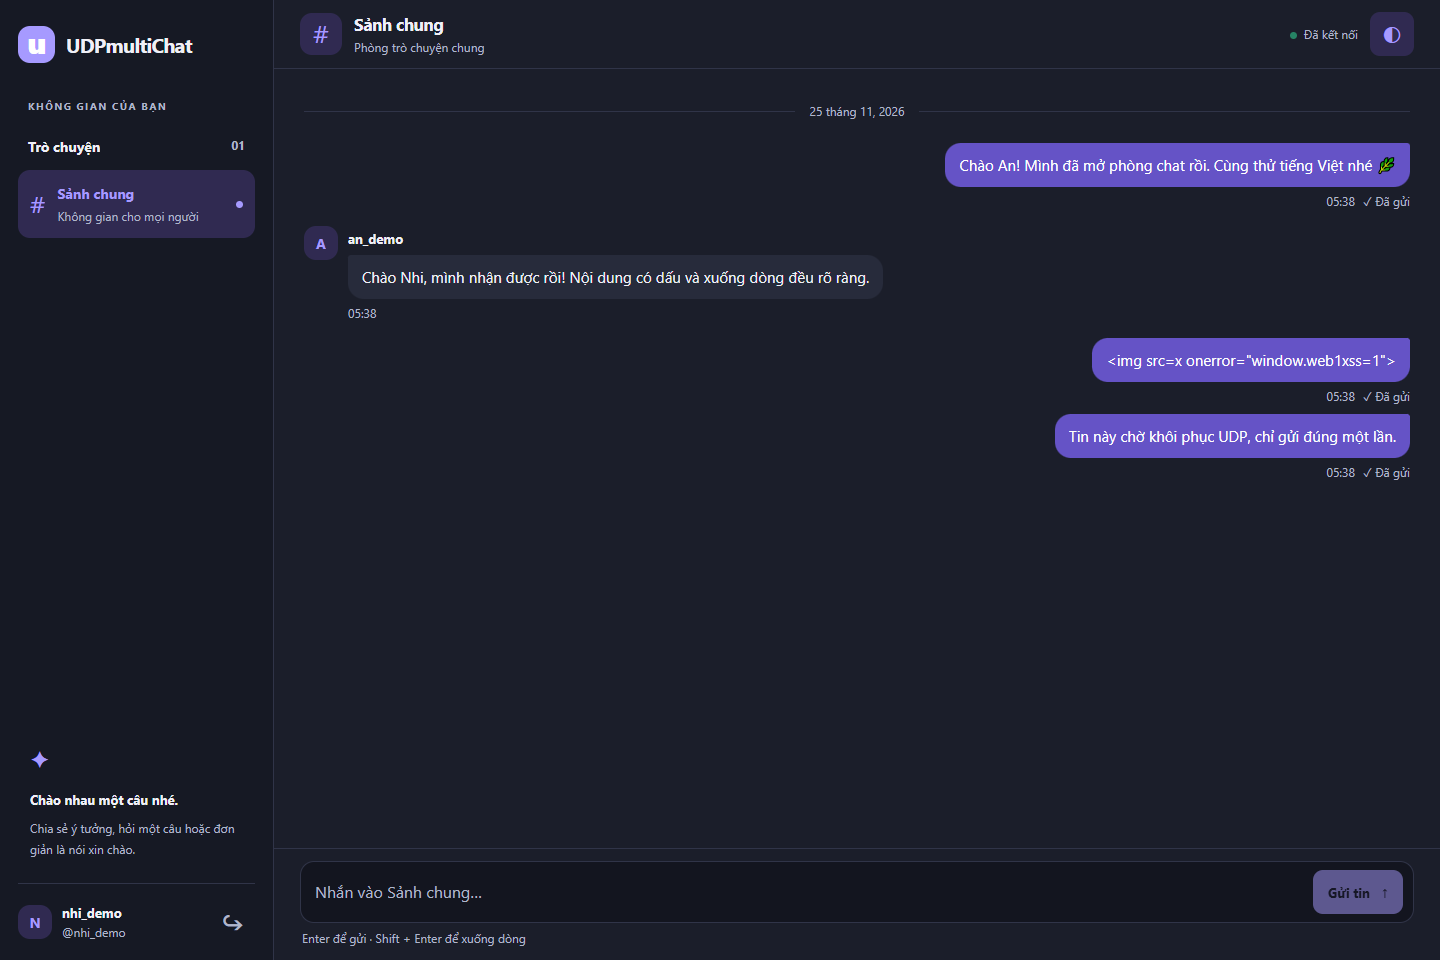 u UDPmultiChat
KHÔNG GIAN CỦA BẠN
Trò chuyện 01
# Sảnh chung
Không gian cho mọi người
✦
Chào nhau một câu nhé.
Chia sẻ ý tưởng, hỏi một câu hoặc đơn
giản là nói xin chào.
N nhi_demo
@nhi_demo
# Sảnh chung
Phòng trò chuyện chung
Đã kết nối
25 tháng 11, 2026
Chào An! Mình đã mở phòng chat rồi. Cùng thử tiếng Việt nhé 🌿
05:38 ✓ Đã gửi
A an_demo
Chào Nhi, mình nhận được rồi! Nội dung có dấu và xuống dòng đều rõ ràng.
05:38
<img src=x onerror="window.web1xss=1">
05:38 ✓ Đã gửi
Tin này chờ khôi phục UDP, chỉ gửi đúng một lần.
05:38 ✓ Đã gửi
Nhắn vào Sảnh chung...
Gửi tin ↑
Enter để gửi · Shift + Enter để xuống dòng